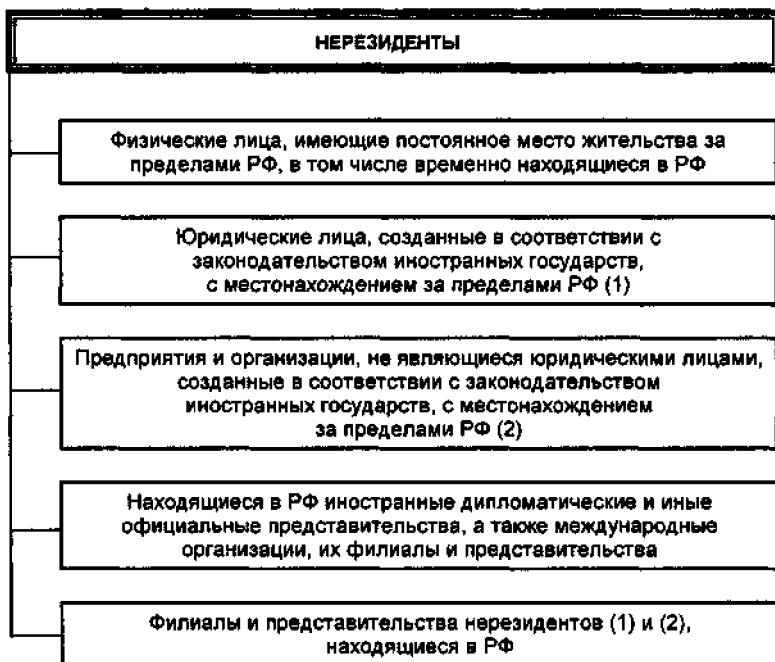 НЕРЕЗИДЕНТЫ
Физические лица, имеющие постоянное место жительства за
пределами РФ, в том числе временно находящиеся в РФ
Юридические лица, созданные в соответствии с
законодательством иностранных государств,
с местонахождением за пределами РФ (1)
Предприятия и организации, не являющиеся юридическими лицами,
созданные в соответствии с законодательством
иностранных государств, с местонахождением
за пределами РФ (2)
Находящиеся в РФ иностранные дипломатические и иные
официальные представительства, а также международные
организации, их филиалы и представительства
Филиалы и представительства нерезидентов (1) и (2),
находящиеся в РФ